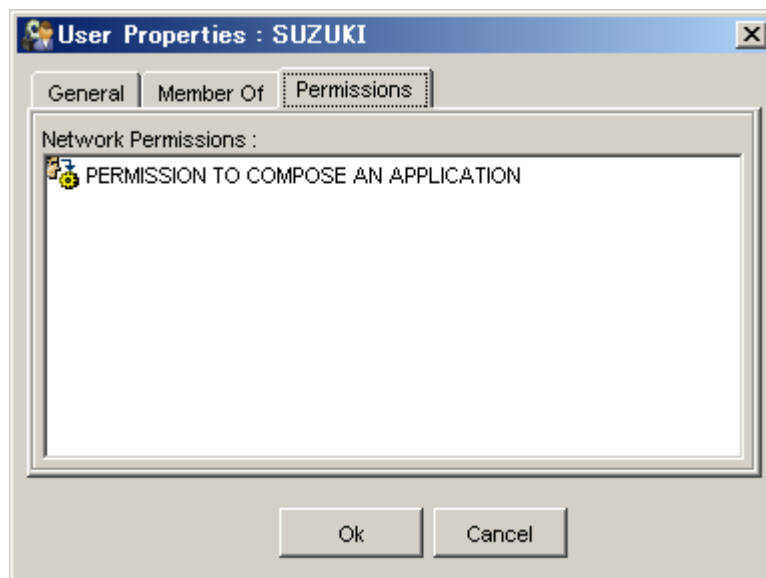 User Properties : SUZUKI
General Member Of Permissions
Network Permissions :
PERMISSION TO COMPOSE AN APPLICATION
Ok Cancel